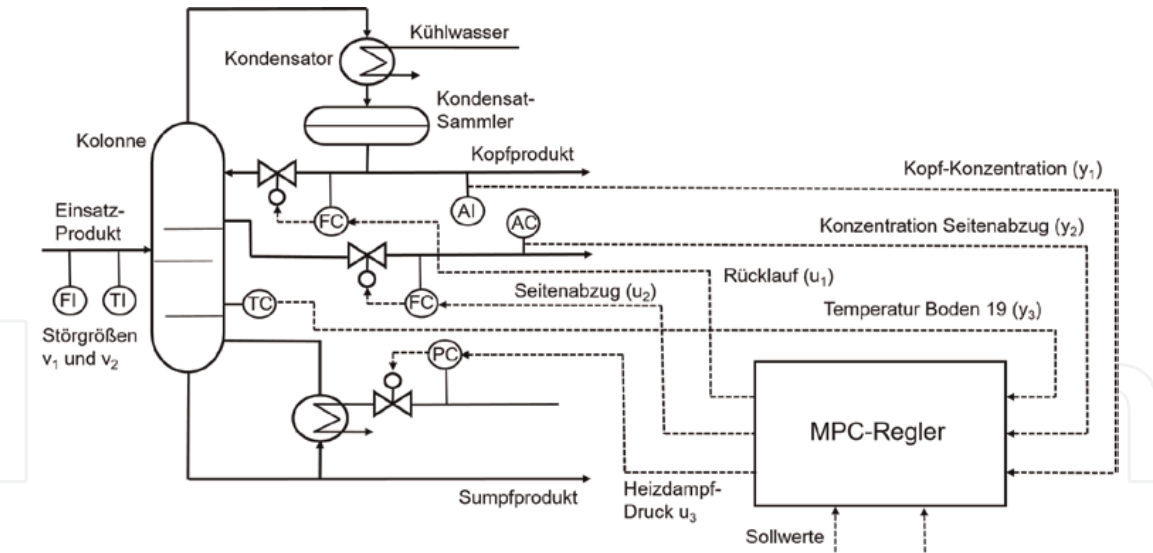 Kühlwasser
Kondensator
Kondensat-
Sammler
Kolonne
Kopfprodukt
Kopf-Konzentration (y1)
Einsatz-
Produkt
AI
AC
FC
Konzentration Seitenabzug (y2)
Rücklauf (u1)
Seitenabzug (u2)
FI
TI
TC
FC
Temperatur Boden 19 (y3)
Störgrößen
v1 und v2
PC
MPC-Regler
Heizdampf-
Druck u3
Sumpfprodukt
Sollwerte